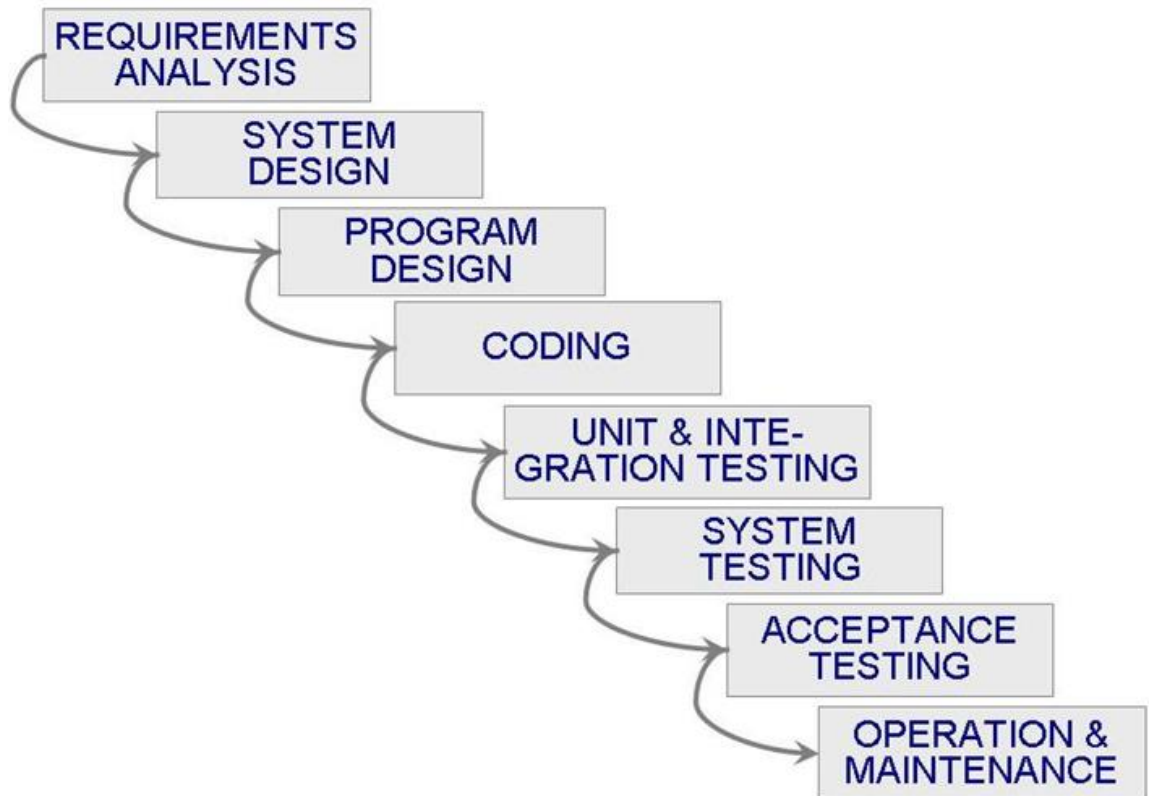 REQUIREMENTS
ANALYSIS
SYSTEM
DESIGN
PROGRAM
DESIGN
CODING
UNIT & INTE-
GRATION TESTING
SYSTEM
TESTING
ACCEPTANCE
TESTING
OPERATION &
MAINTENANCE